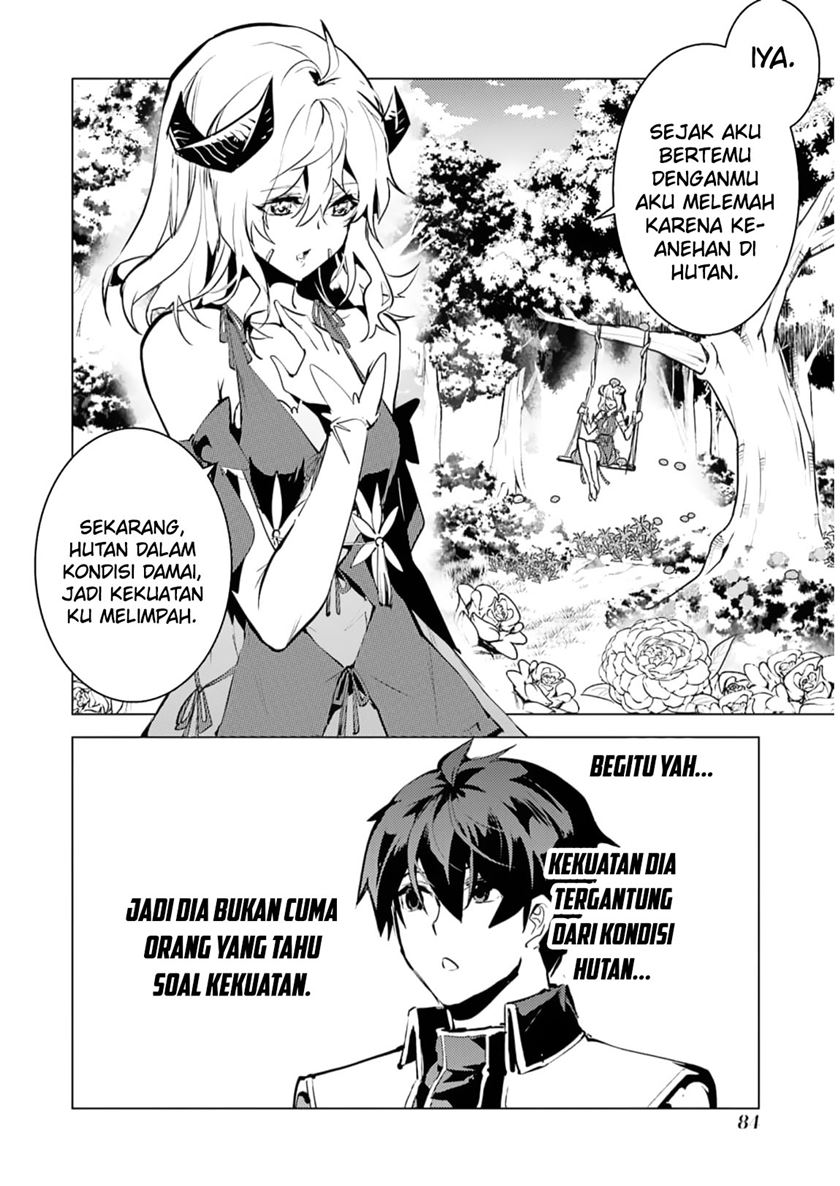 IYA.
SEJAK AKU
BERTEMU
DENGANMU
AKU MELEMAH
KARENA KE-
ANEHAN DI
HUTAN.
SEKARANG,
HUTAN DALAM
KONDISI DAMAI,
JADI KEKUATAN
KU MELIMPAH.
BEGITU YAH...
KEKUATAN DIA
TERGANTUNG
DARI KONDISI
HUTAN...
JADI DIA BUKAN CUMA
ORANG YANG TAHU
SOAL KEKUATAN.
84